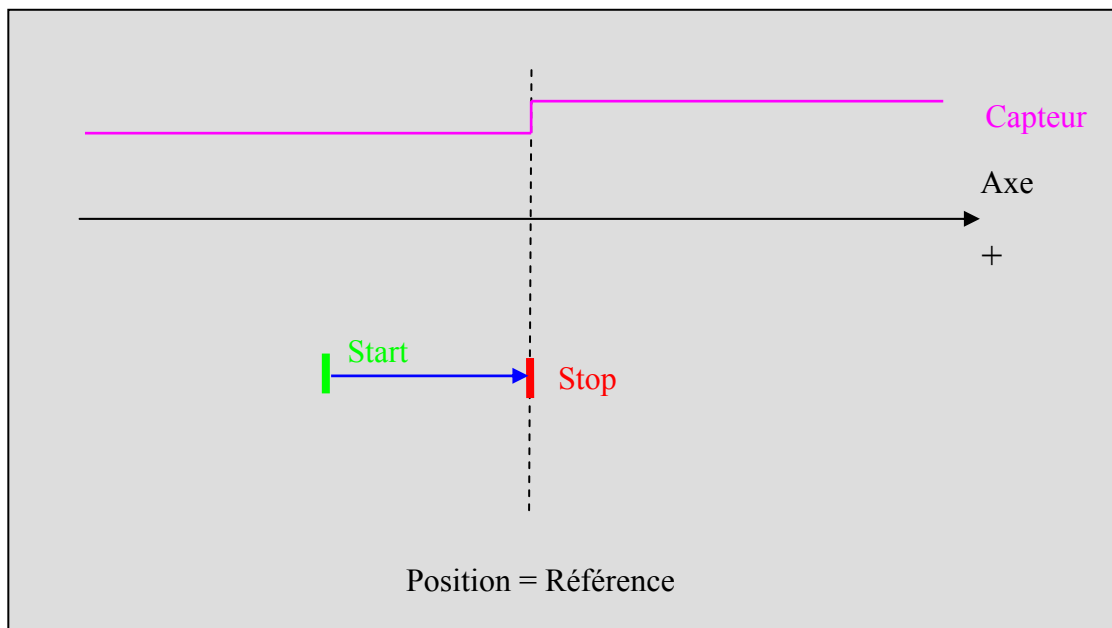 Capteur
Axe
+
Start
Stop
Position = Référence